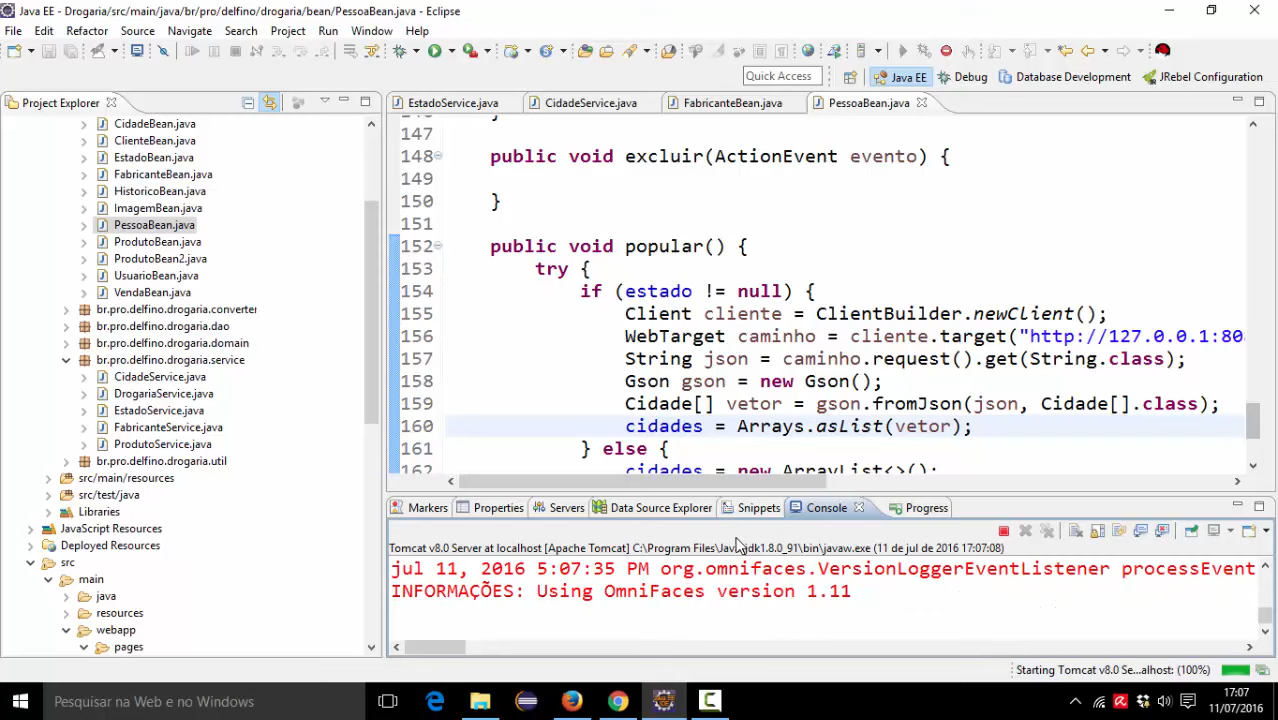 Java EE - Drogaria/src/main/java/br/pro/delfino/drogaria/bean/PessoaBean.java - Eclipse
File Edit Refactor Source Navigate Search Project Run Window Help
Quick Access
Java EE
Debug
Database Development
JRebel Configuration
Project Explorer
CidadeBean.java
ClienteBean.java
EstadoBean.java
FabricanteBean.java
HistoricoBean.java
ImagemBean.java
PessoaBean.java
ProdutoBean.java
ProdutoBean2.java
UsuarioBean.java
VendaBean.java
br.pro.delfino.drogaria.converter
br.pro.delfino.drogaria.dao
br.pro.delfino.drogaria.domain
br.pro.delfino.drogaria.service
CidadeService.java
DrogariaService.java
EstadoService.java
FabricanteService.java
ProdutoService.java
br.pro.delfino.drogaria.util
src/main/resources
src/test/java
Libraries
JavaScript Resources
Deployed Resources
src
main
java
resources
webapp
pages
EstadoService.java CidadeService.java FabricanteBean.java PessoaBean.java
147
148 public void excluir(ActionEvent evento) {
149
150 }
151
152 public void popular() {
153 try {
154 if (estado != null) {
155 Client cliente = ClientBuilder.newClient();
156 WebTarget caminho = cliente.target("http://127.0.0.1:80
157 String json = caminho.request().get(String.class);
158 Gson gson = new Gson();
159 Cidade[] vetor = gson.fromJson(json, Cidade[].class);
160 cidades = Arrays.asList(vetor);
161 } else {
162 cidades = new ArrayList<>();
Markers Properties Servers Data Source Explorer Snippets Console Progress
Tomcat v8.0 Server at localhost [Apache Tomcat] C:\Program Files\Java\jdk1.8.0_91\bin\javaw.exe (11 de jul de 2016 17:07:08)
jul 11, 2016 5:07:35 PM org.omnifaces.VersionLoggerEventListener processEvent
INFORMAÇÕES: Using OmniFaces version 1.11
Starting Tomcat v8.0 Se...alhost: (100%)
Pesquisar na Web e no Windows
17:07
11/07/2016